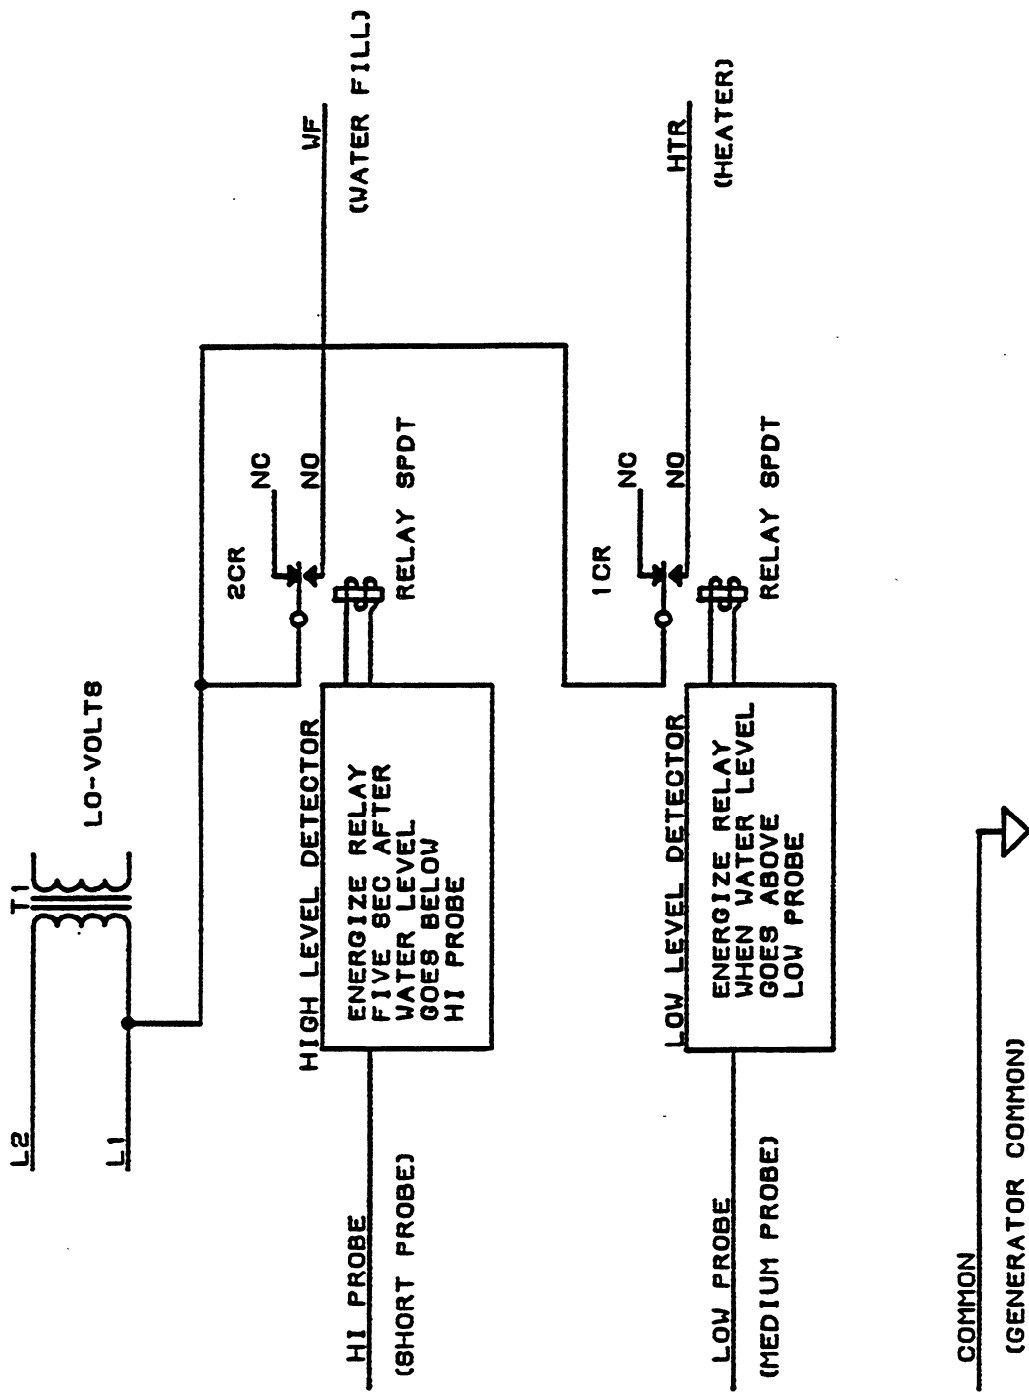 L2
L1
T1
LO-VOLTS
HIGH LEVEL DETECTOR
2CR
NC
NO
WF
(WATER FILL)
HI PROBE
(SHORT PROBE)
ENERGIZE RELAY
FIVE SEC AFTER
WATER LEVEL
GOES BELOW
HI PROBE
RELAY SPDT
LOW LEVEL DETECTOR
1CR
NC
NO
HTR
(HEATER)
LOW PROBE
(MEDIUM PROBE)
ENERGIZE RELAY
WHEN WATER LEVEL
GOES ABOVE
LOW PROBE
RELAY SPDT
COMMON
(GENERATOR COMMON)